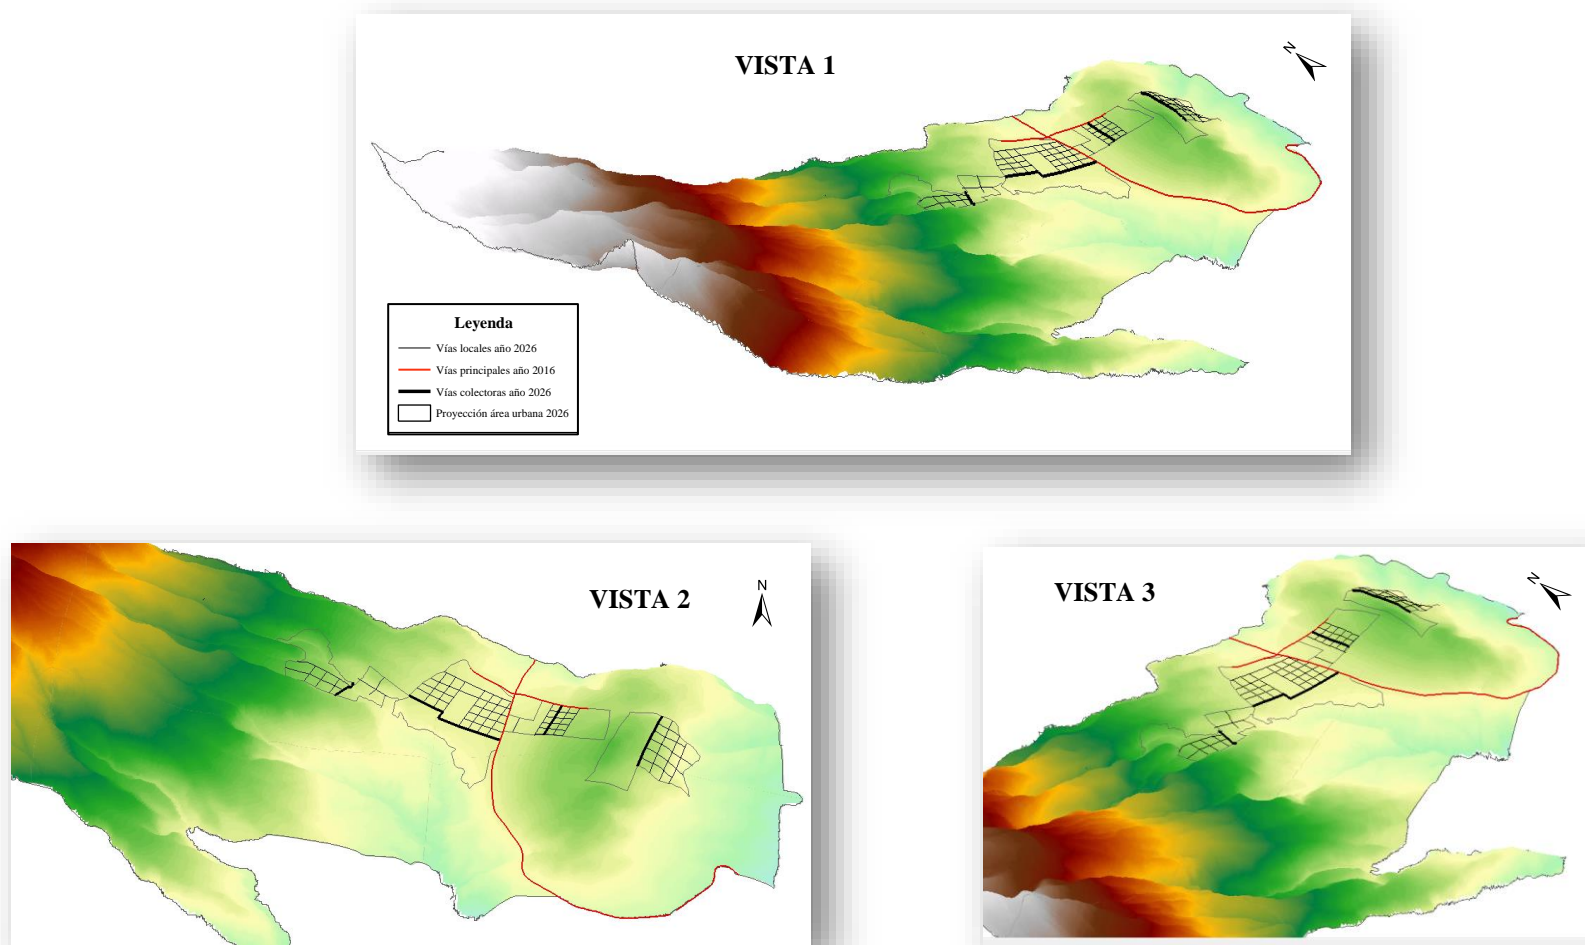 VISTA 1
N
Leyenda
Vías locales año 2026
Vías principales año 2016
Vías colectoras año 2026
Proyección área urbana 2026
VISTA 2
N
VISTA 3
N